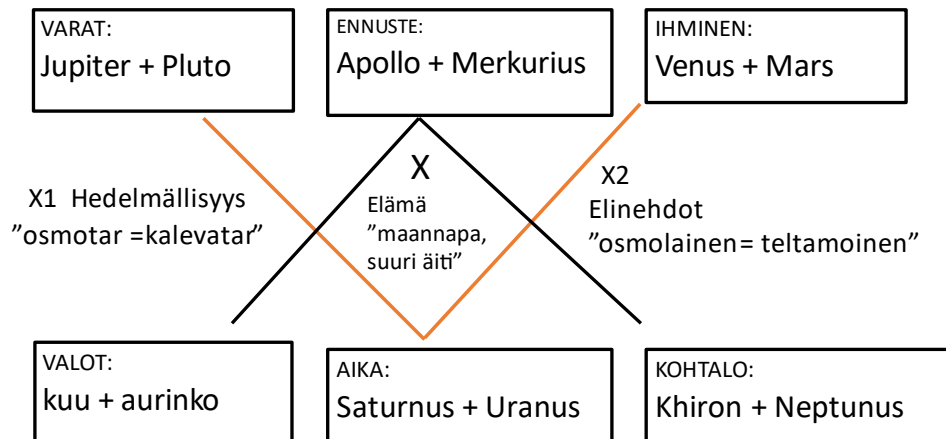 VARAT:
Jupiter + Pluto
ENNUSTE:
Apollo + Merkurius
IHMINEN:
Venus + Mars
X1 Hedelmällisyys
”osmotar =kalevatar”
X
Elämä
”maannapa,
suuri äiti”
X2
Elinehdot
”osmolainen= teltamoinen”
VALOT:
kuu + aurinko
AIKA:
Saturnus + Uranus
KOHTALO:
Khiron + Neptunus